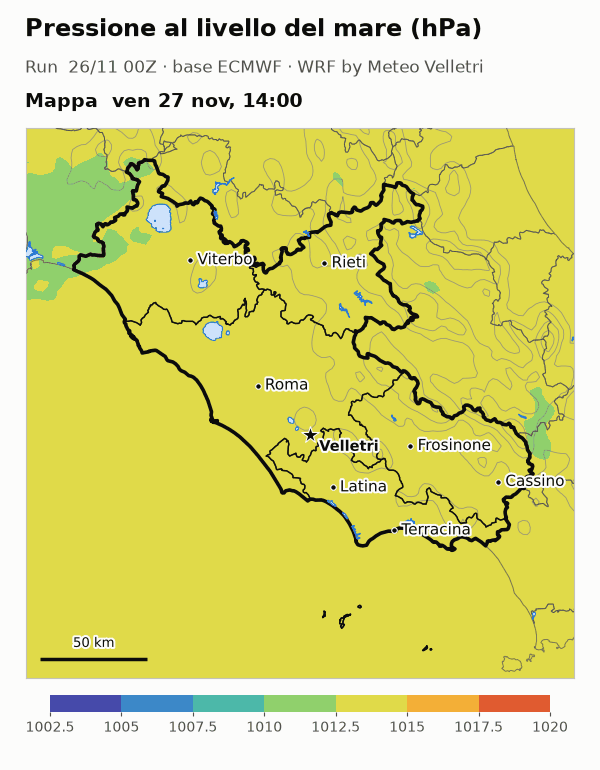 Pressione al livello del mare (hPa)
Run  26/11 00Z · base ECMWF · WRF by Meteo Velletri
Mappa  ven 27 nov, 14:00
Viterbo
Rieti
Roma
Velletri
Frosinone
Latina
Cassino
Terracina
50 km
1002.5 1005 1007.5 1010 1012.5 1015 1017.5 1020